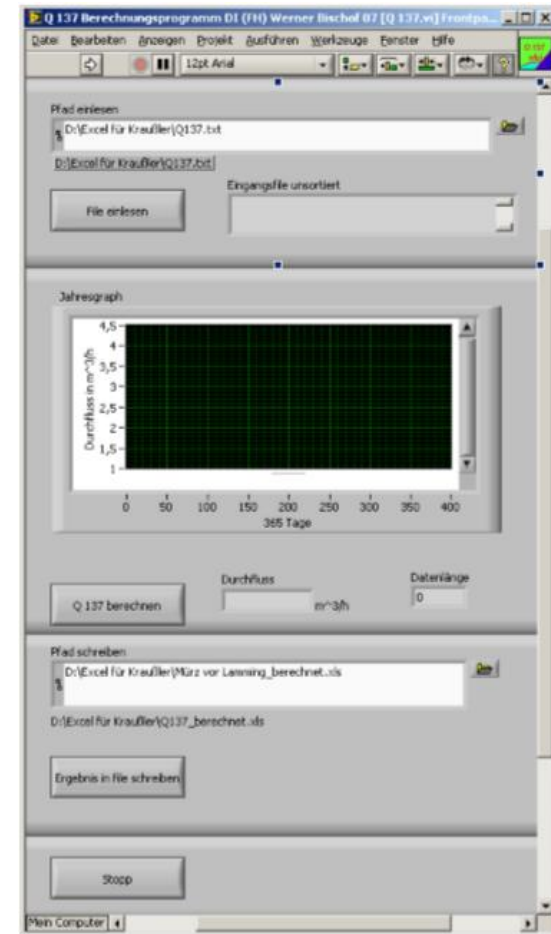 Q 137 Berechnungsprogramm DI (FH) Werner Bischof 07 [Q 137.vi] Frontpa...
Datei Bearbeiten Anzeigen Projekt Ausführen Werkzeuge Fenster Hilfe
12pt Arial
Pfad einlesen
D:\Excel für Kraußler\Q137.txt
D:\Excel für Kraußler\Q137.txt
Eingangsfile unsortiert
File einlesen
Jahresgraph
Durchfluss in m^3/h
4,5
4
3,5
3
2,5
2
1,5
1
0 50 100 150 200 250 300 350 400
365 Tage
Durchfluss Datenlänge
Q 137 berechnen m^3/h 0
Pfad schreiben
D:\Excel für Kraußler\Mürz vor Lamming_berechnet.xls
D:\Excel für Kraußler\Q137_berechnet.xls
Ergebnis in file schreiben
Stopp
Mein Computer